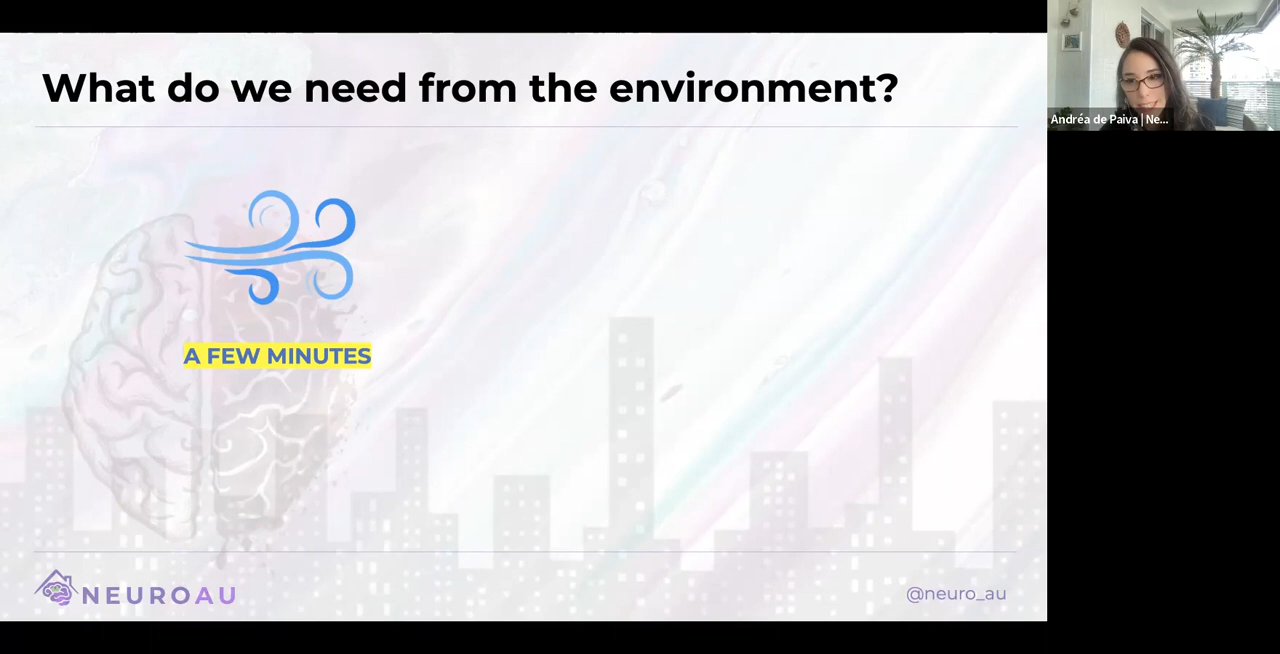 What do we need from the environment?
Andréa de Paiva | Ne...
A FEW MINUTES
NEUROAU
@neuro_au